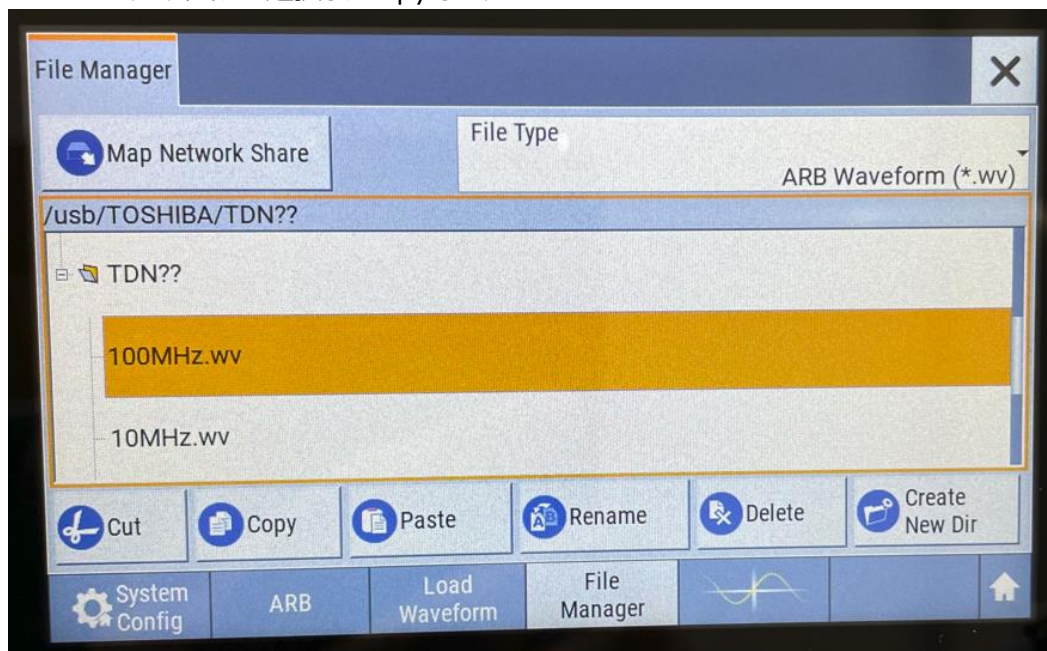 File Manager
Map Network Share
File Type
ARB Waveform (*.wv)
/usb/TOSHIBA/TDN??
TDN??
100MHz.wv
10MHz.wv
Cut
Copy
Paste
Rename
Delete
Create
New Dir
System
Config
ARB
Load
Waveform
File
Manager